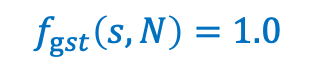 f_gst(s, N) = 1.0